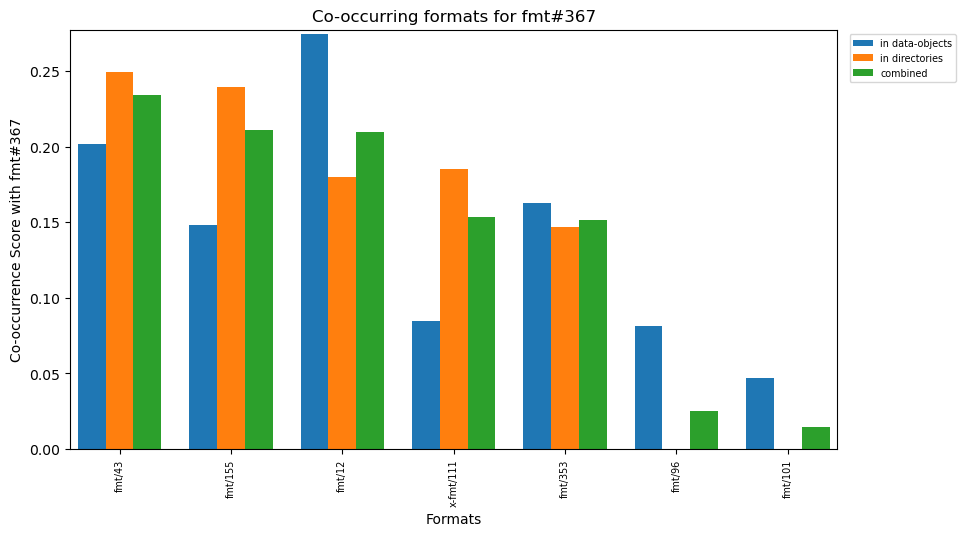 Co-occurring formats for fmt#367
in data-objects
in directories
combined
Co-occurrence Score with fmt#367
0.25
0.20
0.15
0.10
0.05
0.00
fmt/43
fmt/155
fmt/12
x-fmt/111
fmt/353
fmt/96
fmt/101
Formats